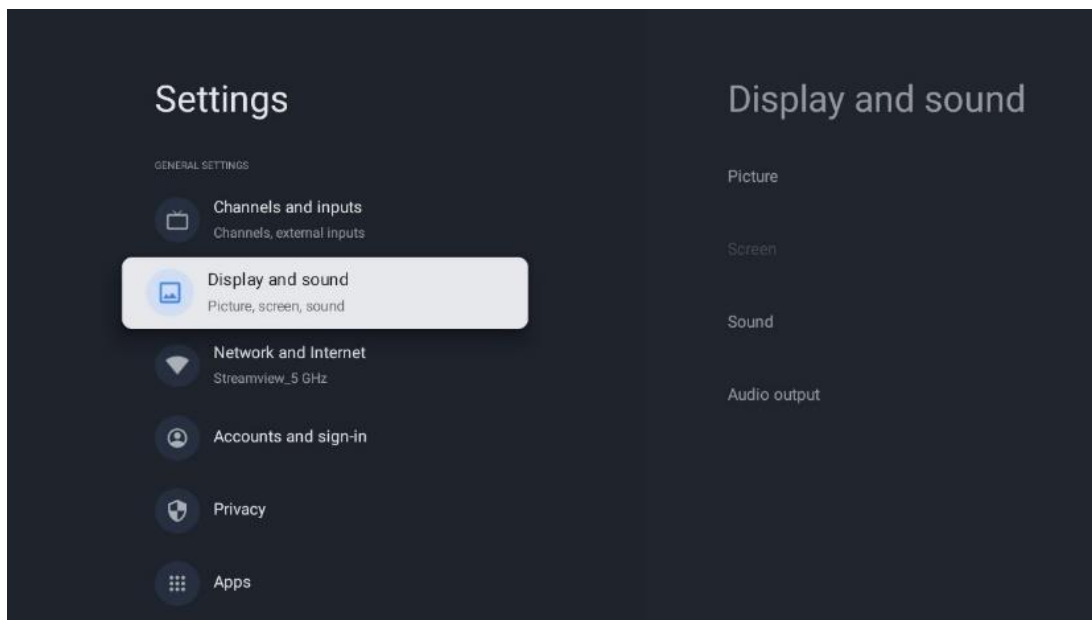 Settings
GENERAL SETTINGS
Channels and inputs
Channels, external inputs
Display and sound
Picture, screen, sound
Network and Internet
Streamview_5 GHz
Accounts and sign-in
Privacy
Apps
Display and sound
Picture
Screen
Sound
Audio output